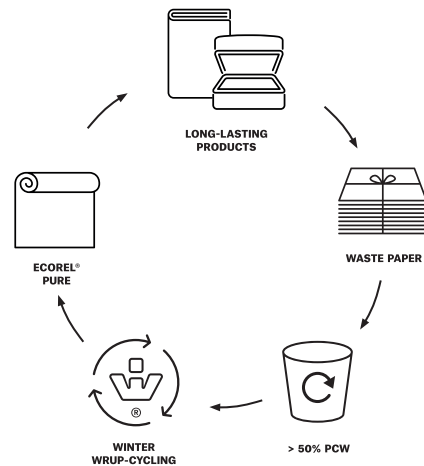 LONG-LASTING
PRODUCTS
WASTE PAPER
> 50% PCW
®
WINTER
WRUP-CYCLING
ECOREL®
PURE